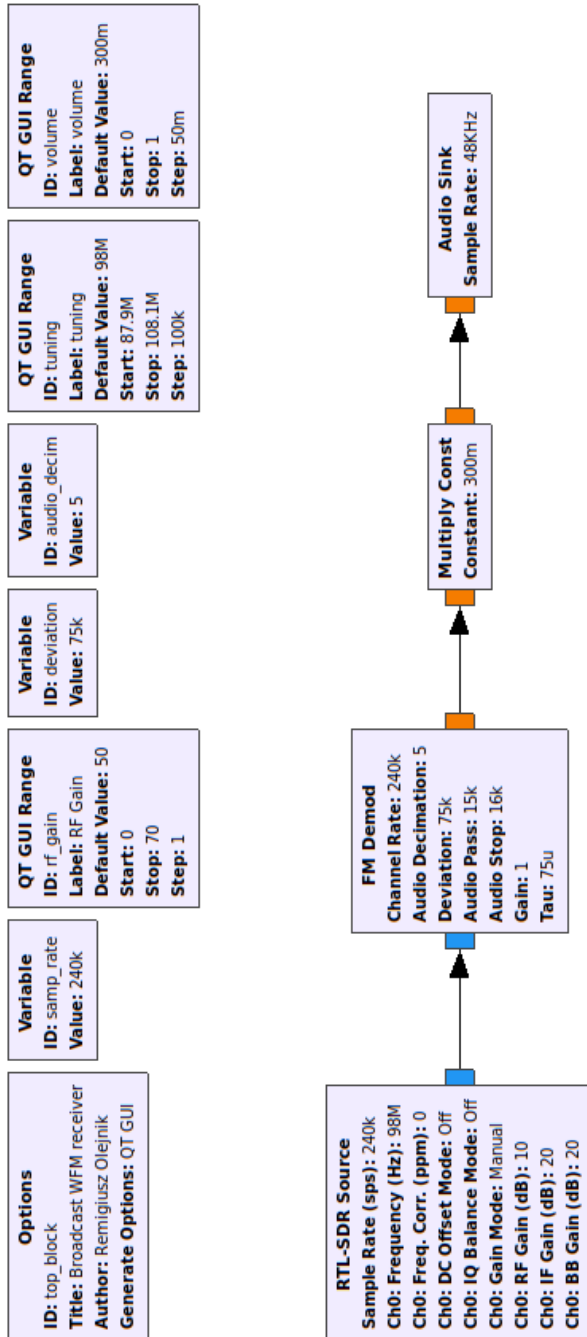 Options
ID: top_block
Title: Broadcast WFM receiver
Author: Remigiusz Olejnik
Generate Options: QT GUI
Variable
ID: samp_rate
Value: 240k
QT GUI Range
ID: rf_gain
Label: RF Gain
Default Value: 50
Start: 0
Stop: 70
Step: 1
Variable
ID: deviation
Value: 75k
Variable
ID: audio_decim
Value: 5
QT GUI Range
ID: tuning
Label: tuning
Default Value: 98M
Start: 87.9M
Stop: 108.1M
Step: 100k
QT GUI Range
ID: volume
Label: volume
Default Value: 300m
Start: 0
Stop: 1
Step: 50m
RTL-SDR Source
Sample Rate (sps): 240k
Ch0: Frequency (Hz): 98M
Ch0: Freq. Corr. (ppm): 0
Ch0: DC Offset Mode: Off
Ch0: IQ Balance Mode: Off
Ch0: Gain Mode: Manual
Ch0: RF Gain (dB): 10
Ch0: IF Gain (dB): 20
Ch0: BB Gain (dB): 20
FM Demod
Channel Rate: 240k
Audio Decimation: 5
Deviation: 75k
Audio Pass: 15k
Audio Stop: 16k
Gain: 1
Tau: 75u
Multiply Const
Constant: 300m
Audio Sink
Sample Rate: 48KHz